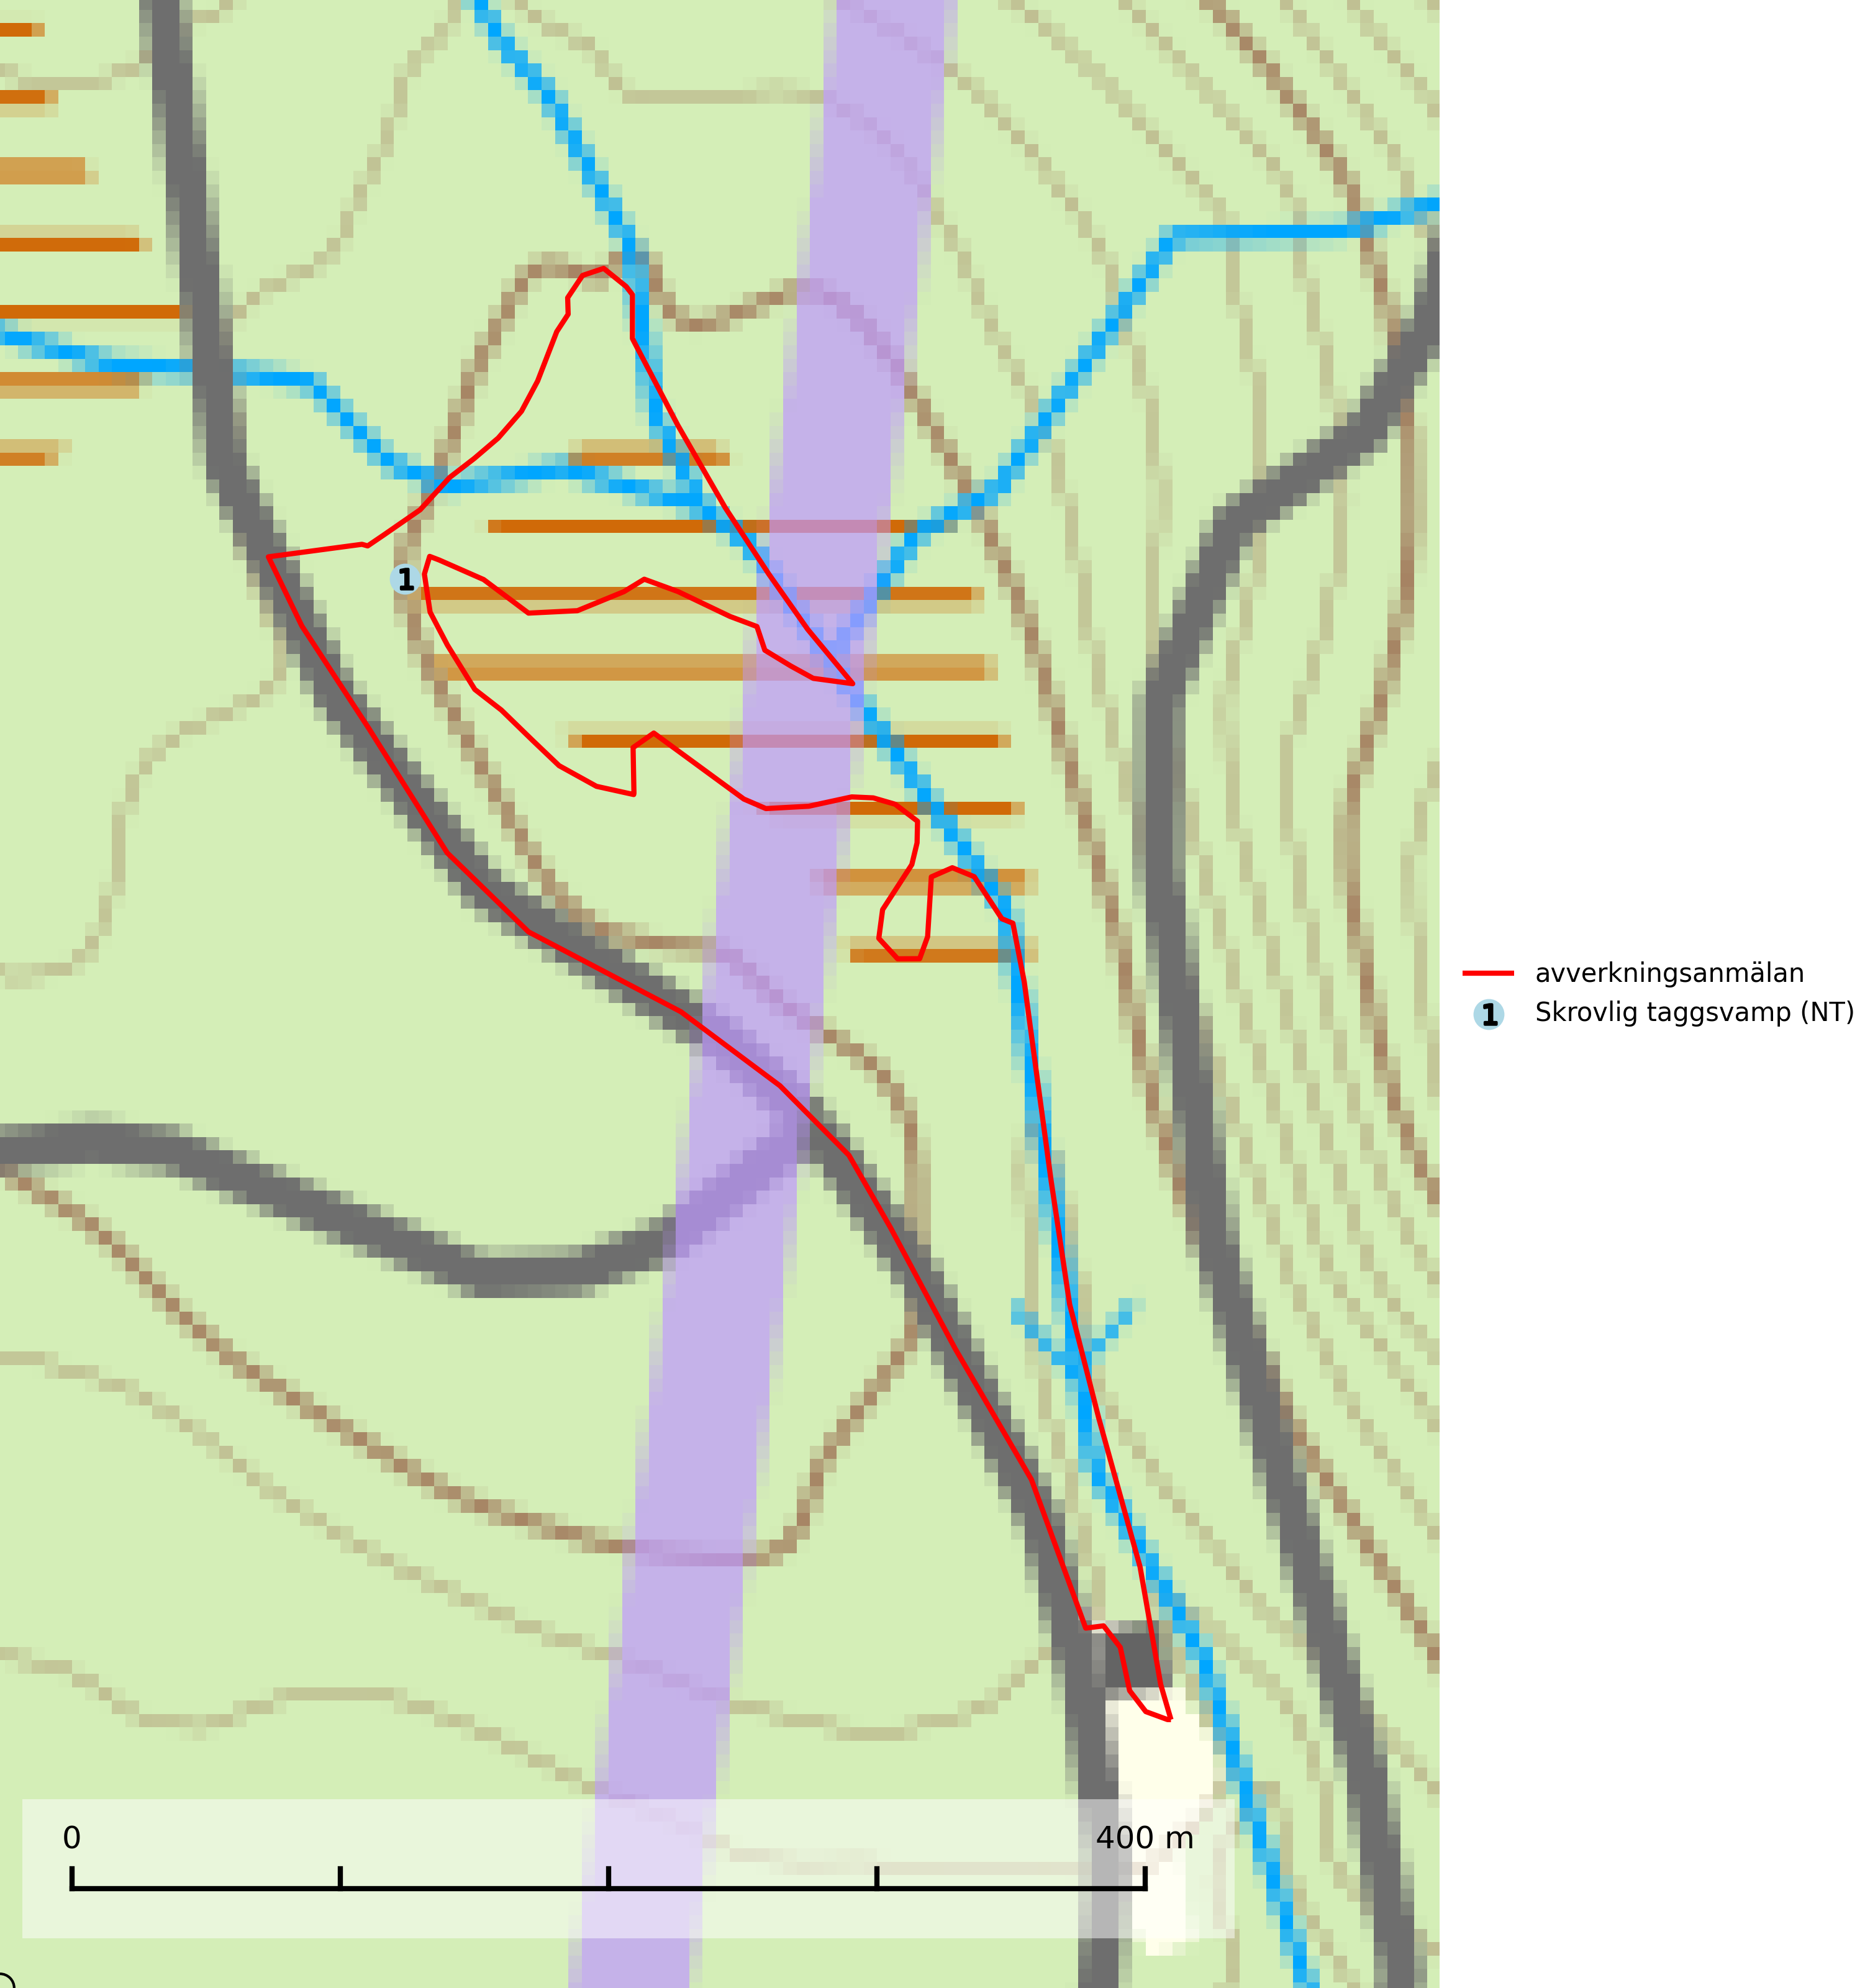 1
avverkningsanmälan
1 Skrovlig taggsvamp (NT)
0 400 m